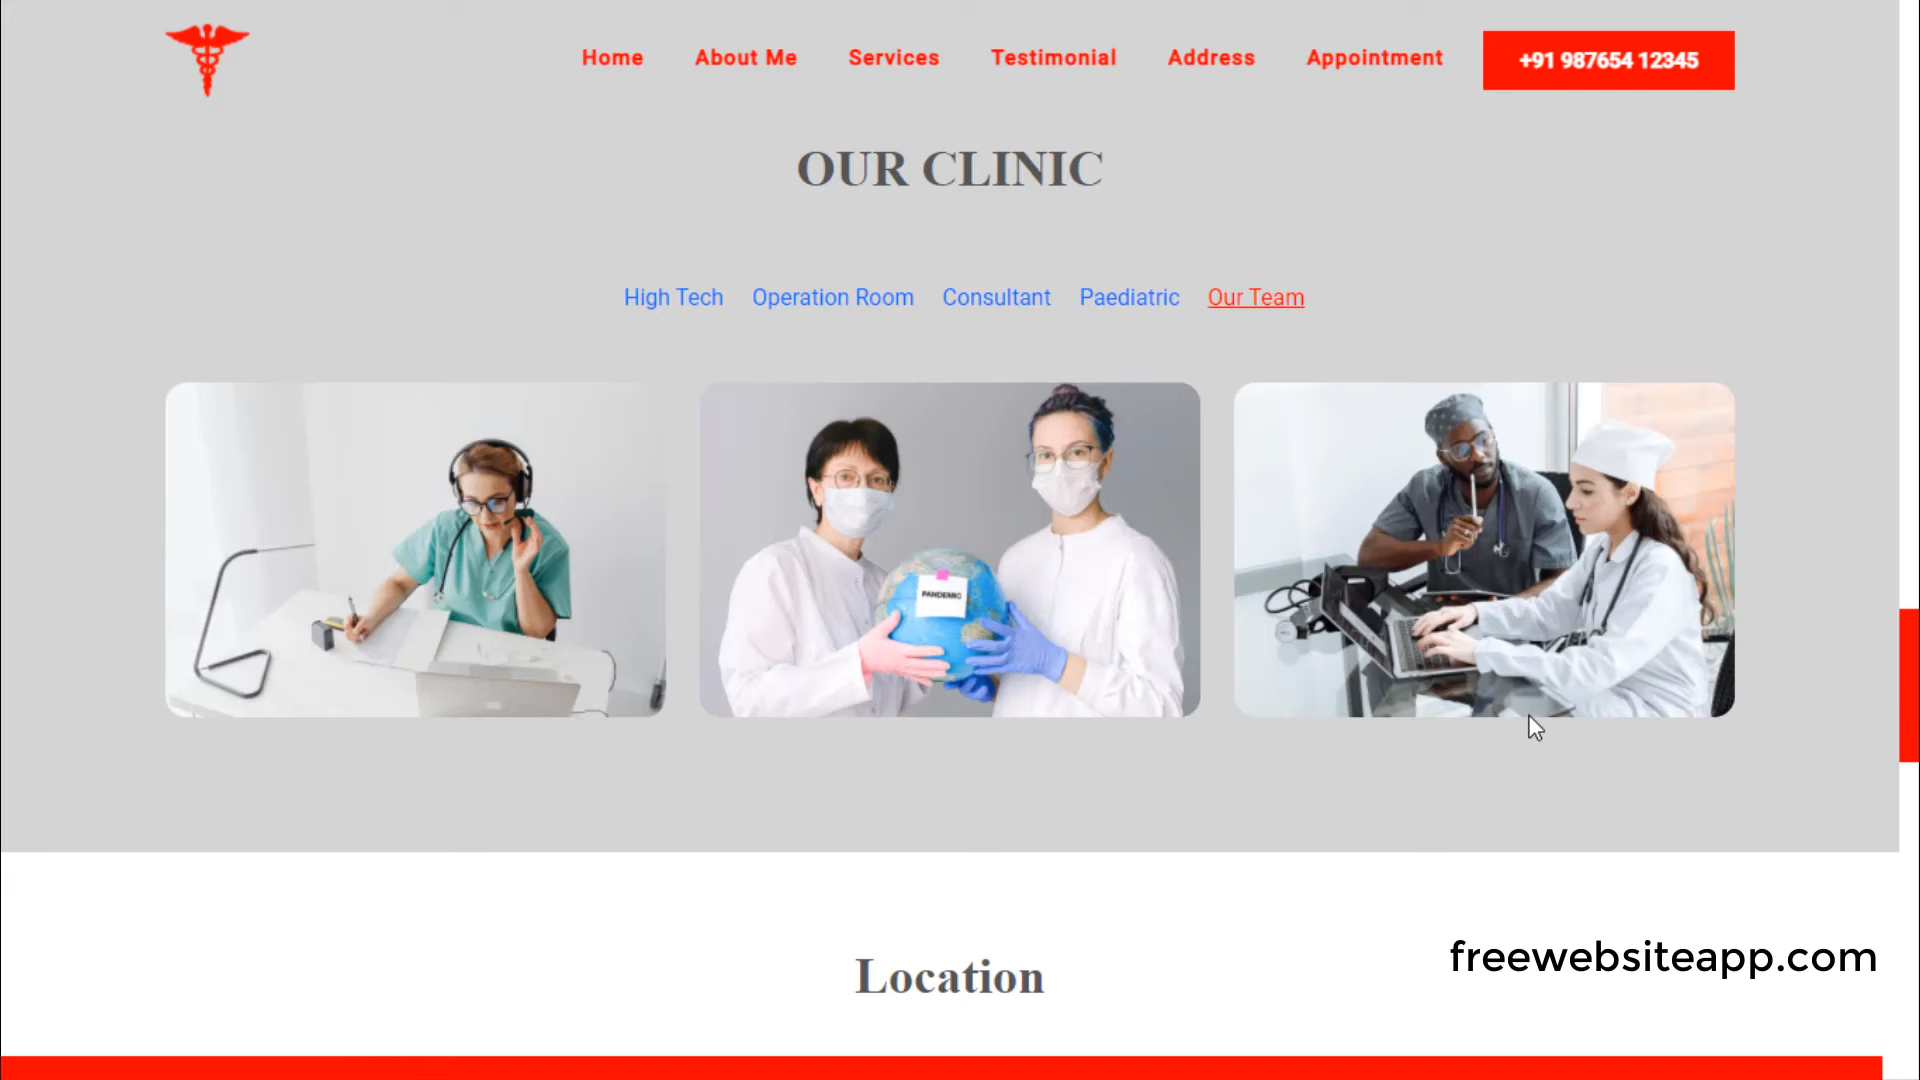 Home About Me Services Testimonial Address Appointment +91 987654 12345
OUR CLINIC
High Tech Operation Room Consultant Paediatric Our Team
PANDEMIC
Location
freewebsiteapp.com